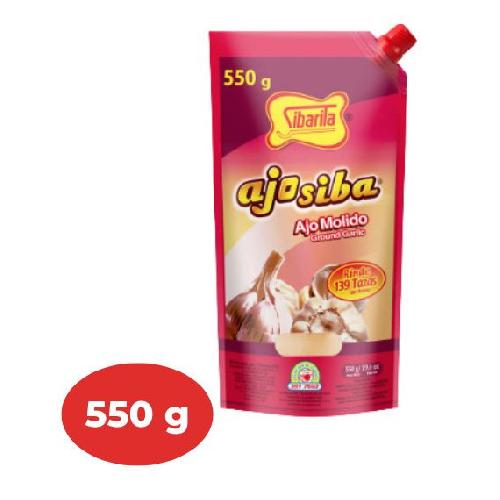 550 g
Sibarita®
ajosiba®
Ajo Molido
Ground Garlic
Rinde
139 Tazas
550 g